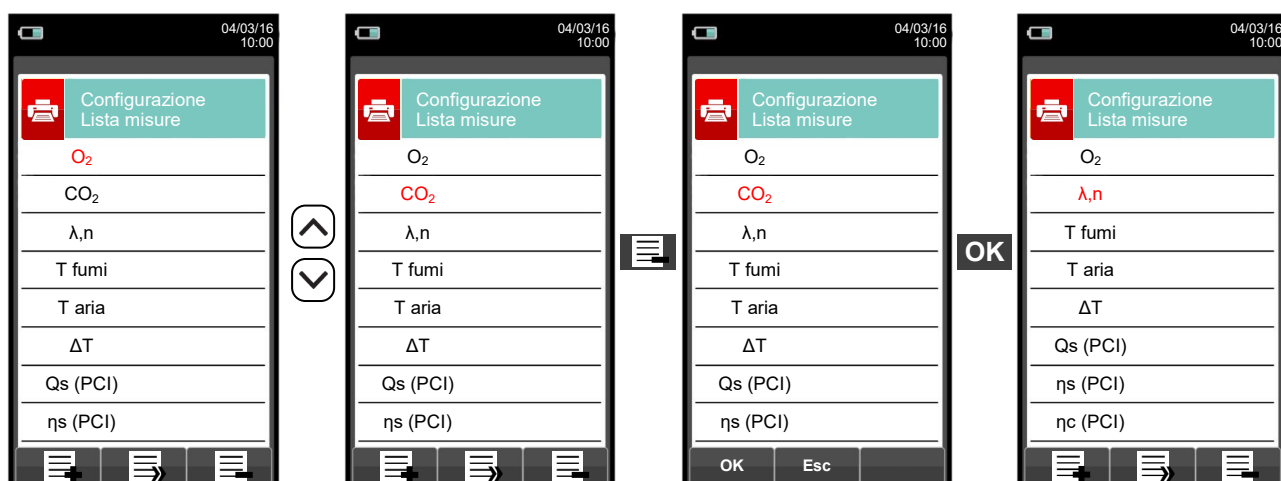 04/03/16
10:00
Configurazione
Lista misure
O₂
CO₂
λ,n
T fumi
T aria
ΔT
Qs (PCI)
ηs (PCI)
04/03/16
10:00
Configurazione
Lista misure
O₂
CO₂
λ,n
T fumi
T aria
ΔT
Qs (PCI)
ηs (PCI)
04/03/16
10:00
Configurazione
Lista misure
O₂
CO₂
λ,n
T fumi
T aria
ΔT
Qs (PCI)
ηs (PCI)
OK Esc
OK
04/03/16
10:00
Configurazione
Lista misure
O₂
λ,n
T fumi
T aria
ΔT
Qs (PCI)
ηs (PCI)
ηc (PCI)